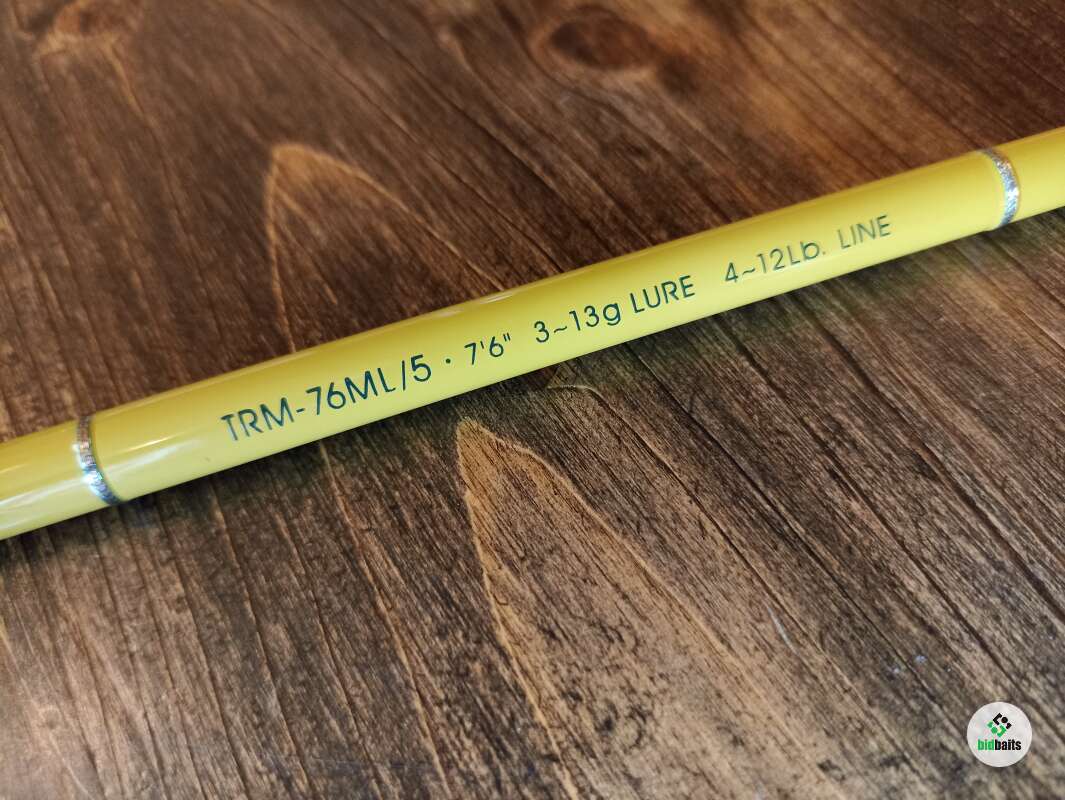 TRM-76ML/5 · 7'6" 3~13g LURE 4~12Lb. LINE
bidbaits